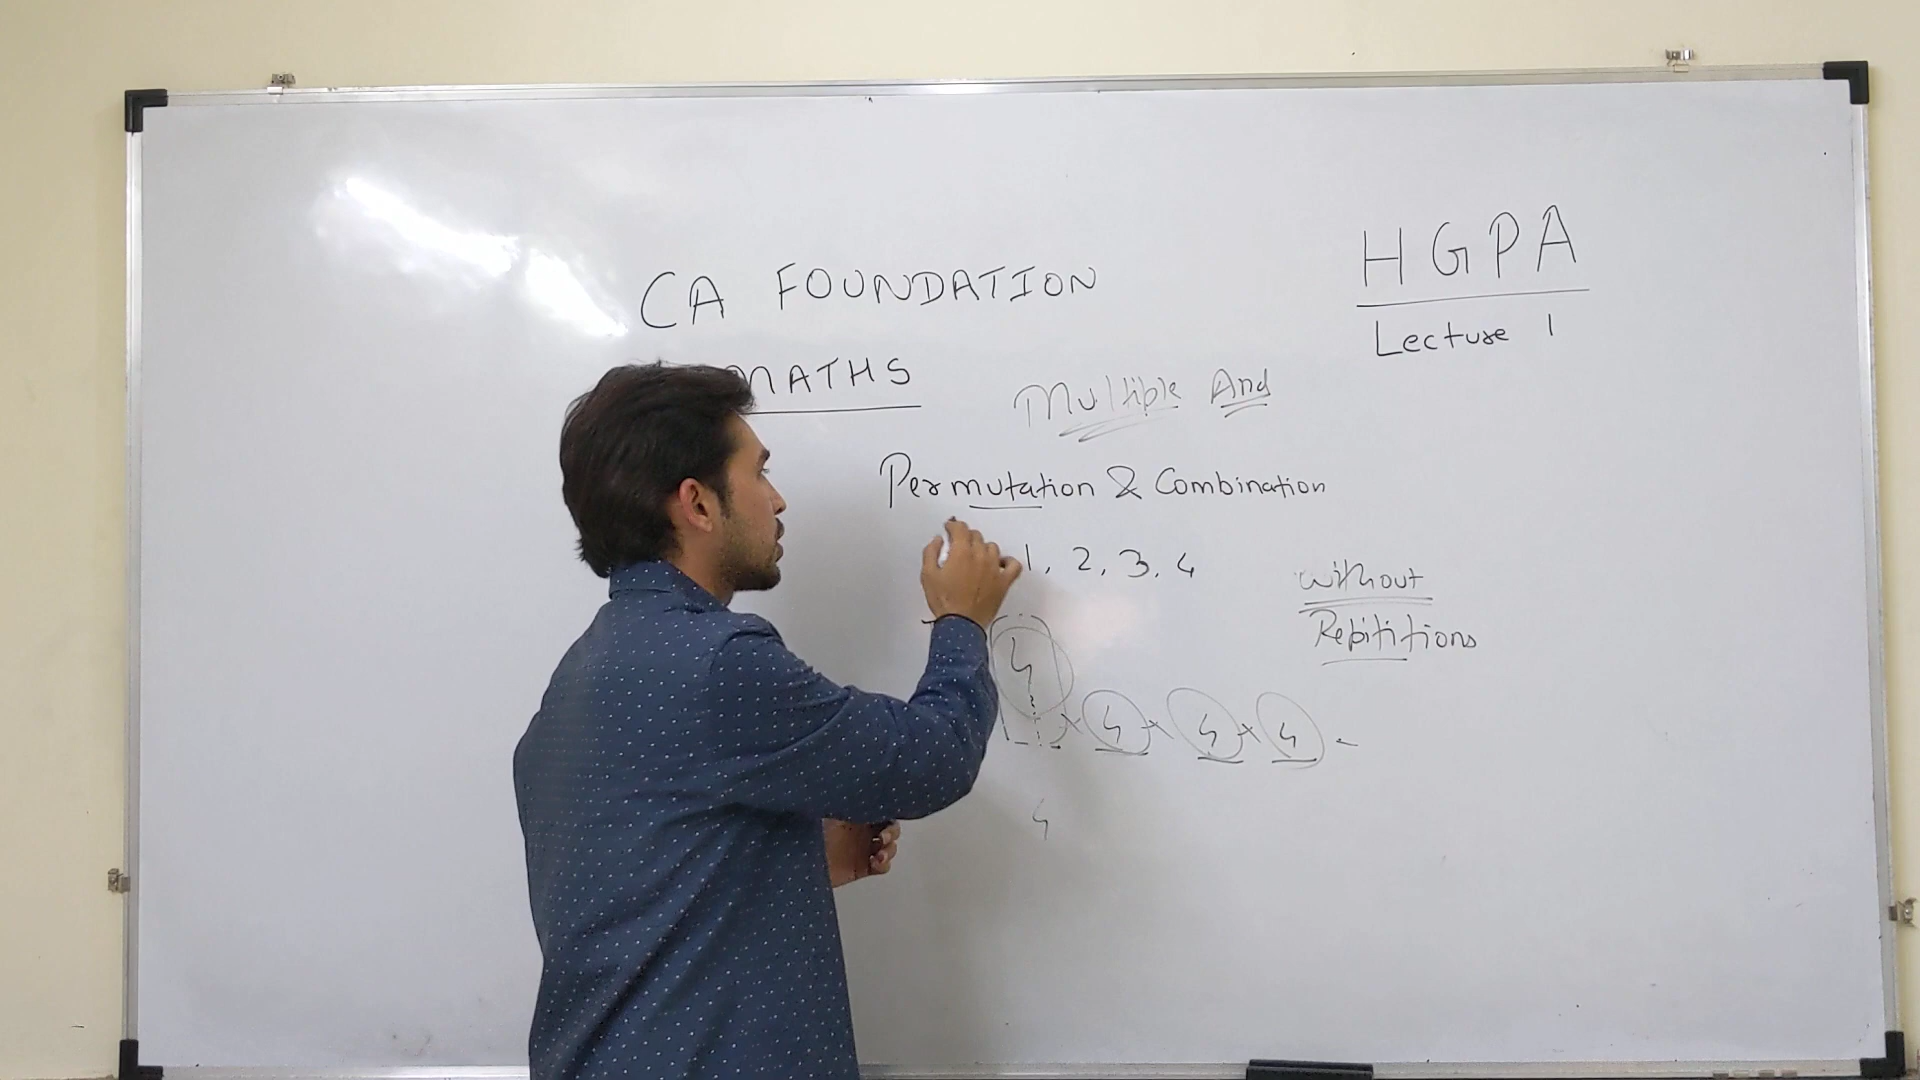 HGPA
CA FOUNDATION
Lecture 1
MATHS
Multiple And
Permutation & Combination
1, 2, 3, 4
without
Repititions
4
× 4 × 4 × 4 =
4